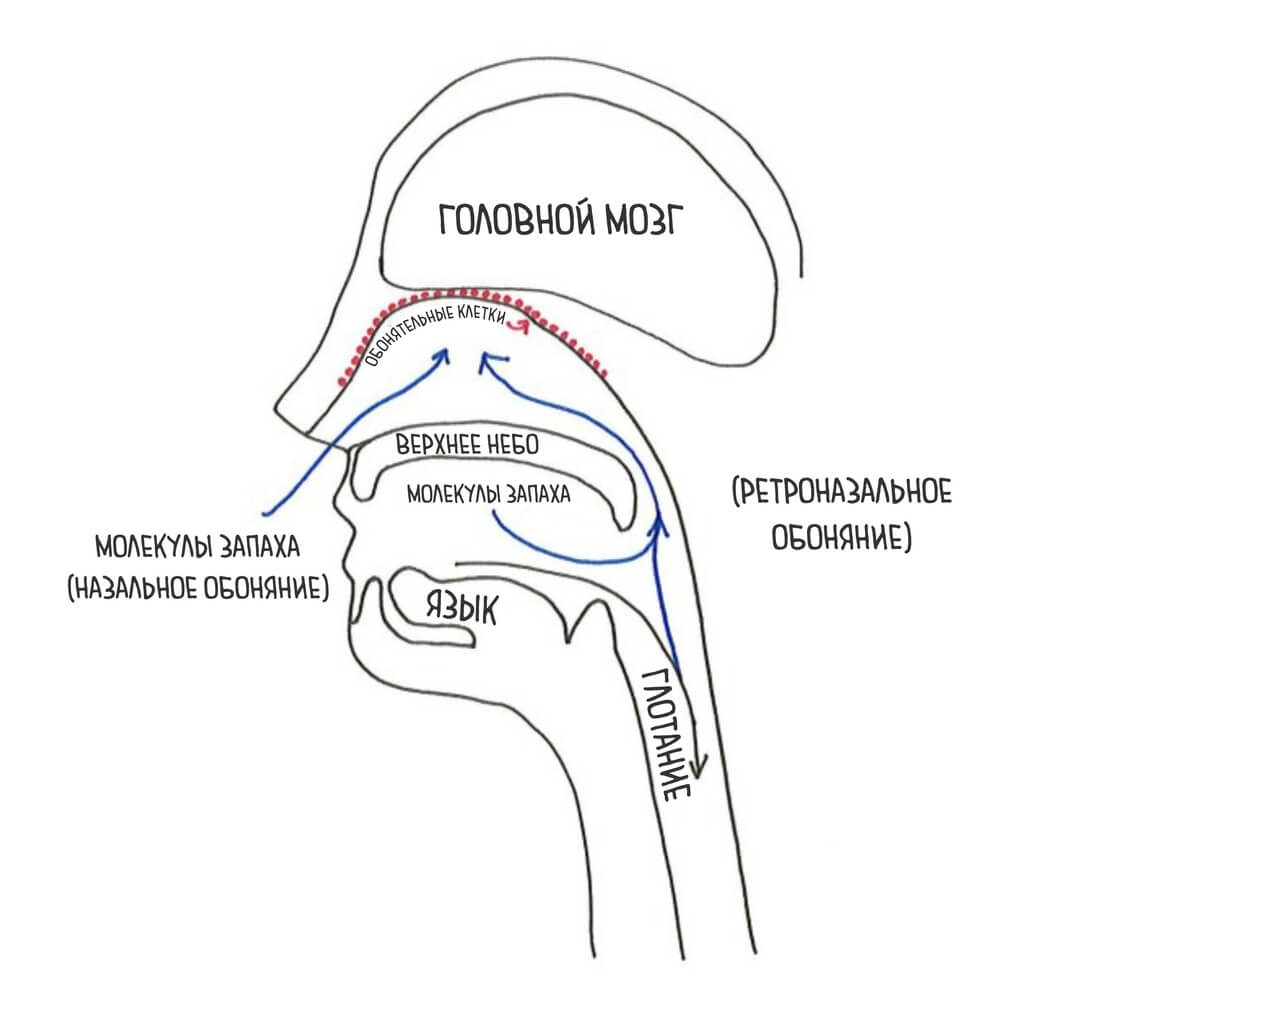 ГОЛОВНОЙ МОЗГ
ОБОНЯТЕЛЬНЫЕ КЛЕТКИ
ВЕРХНЕЕ НЕБО
МОЛЕКУЛЫ ЗАПАХА
(РЕТРОНАЗАЛЬНОЕ
ОБОНЯНИЕ)
МОЛЕКУЛЫ ЗАПАХА
(НАЗАЛЬНОЕ ОБОНЯНИЕ)
ЯЗЫК
ГЛОТАНИЕ